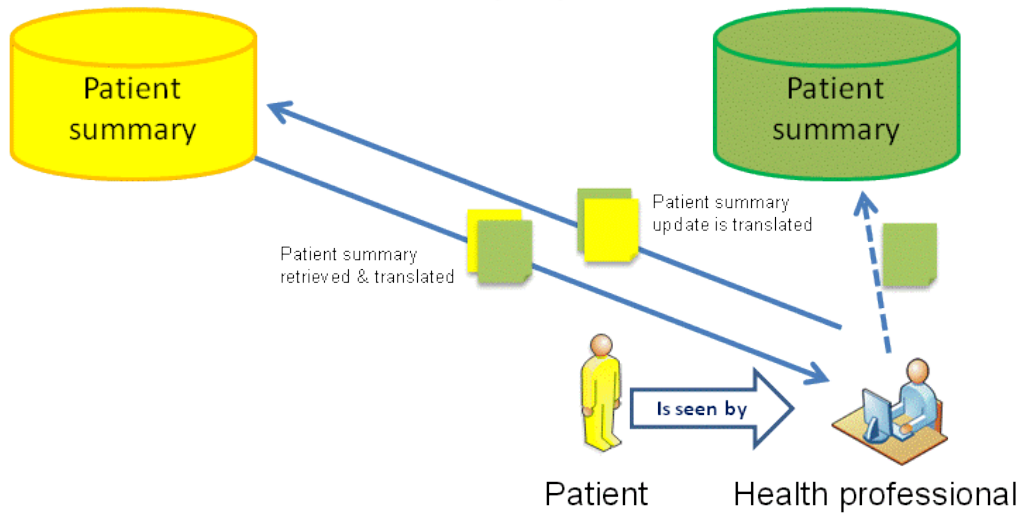 Patient
summary
Patient
summary
Patient summary
update is translated
Patient summary
retrieved & translated
Is seen by
Patient
Health professional